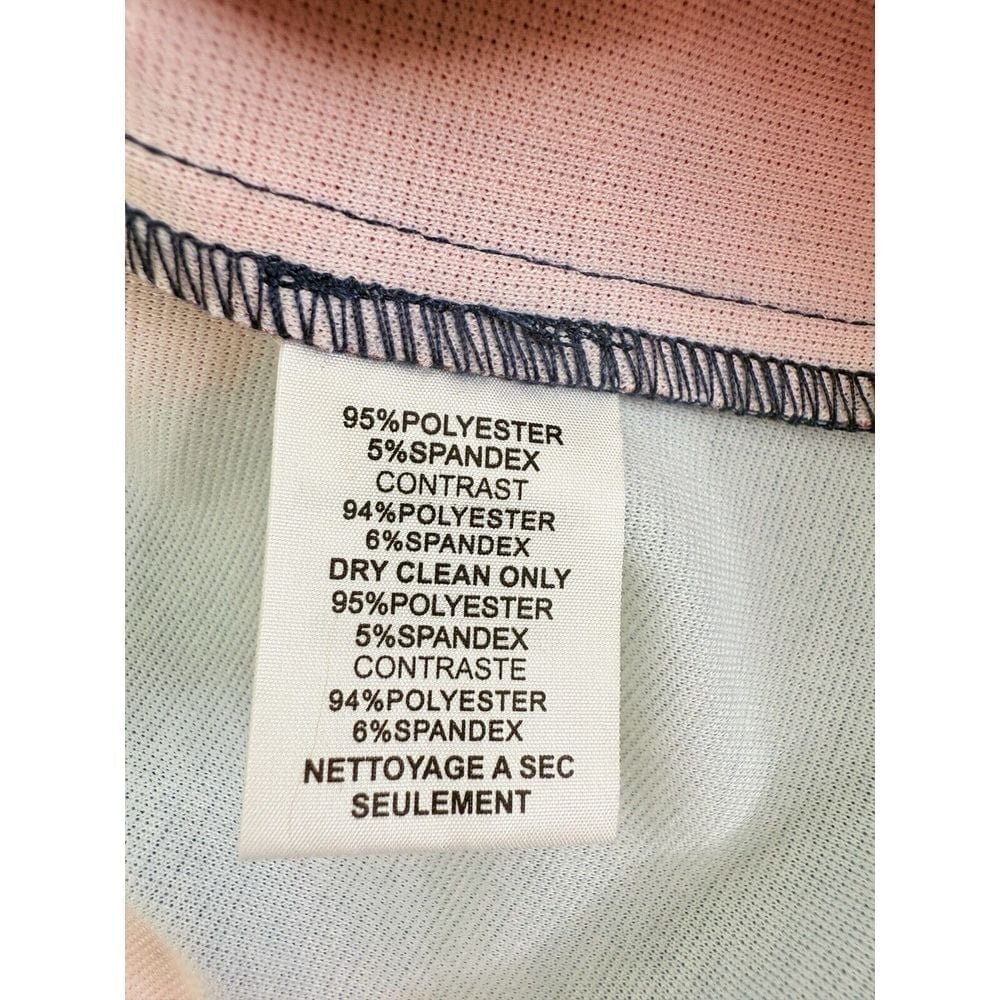 95%POLYESTER
5%SPANDEX
CONTRAST
94%POLYESTER
6%SPANDEX
DRY CLEAN ONLY
95%POLYESTER
5%SPANDEX
CONTRASTE
94%POLYESTER
6%SPANDEX
NETTOYAGE A SEC
SEULEMENT